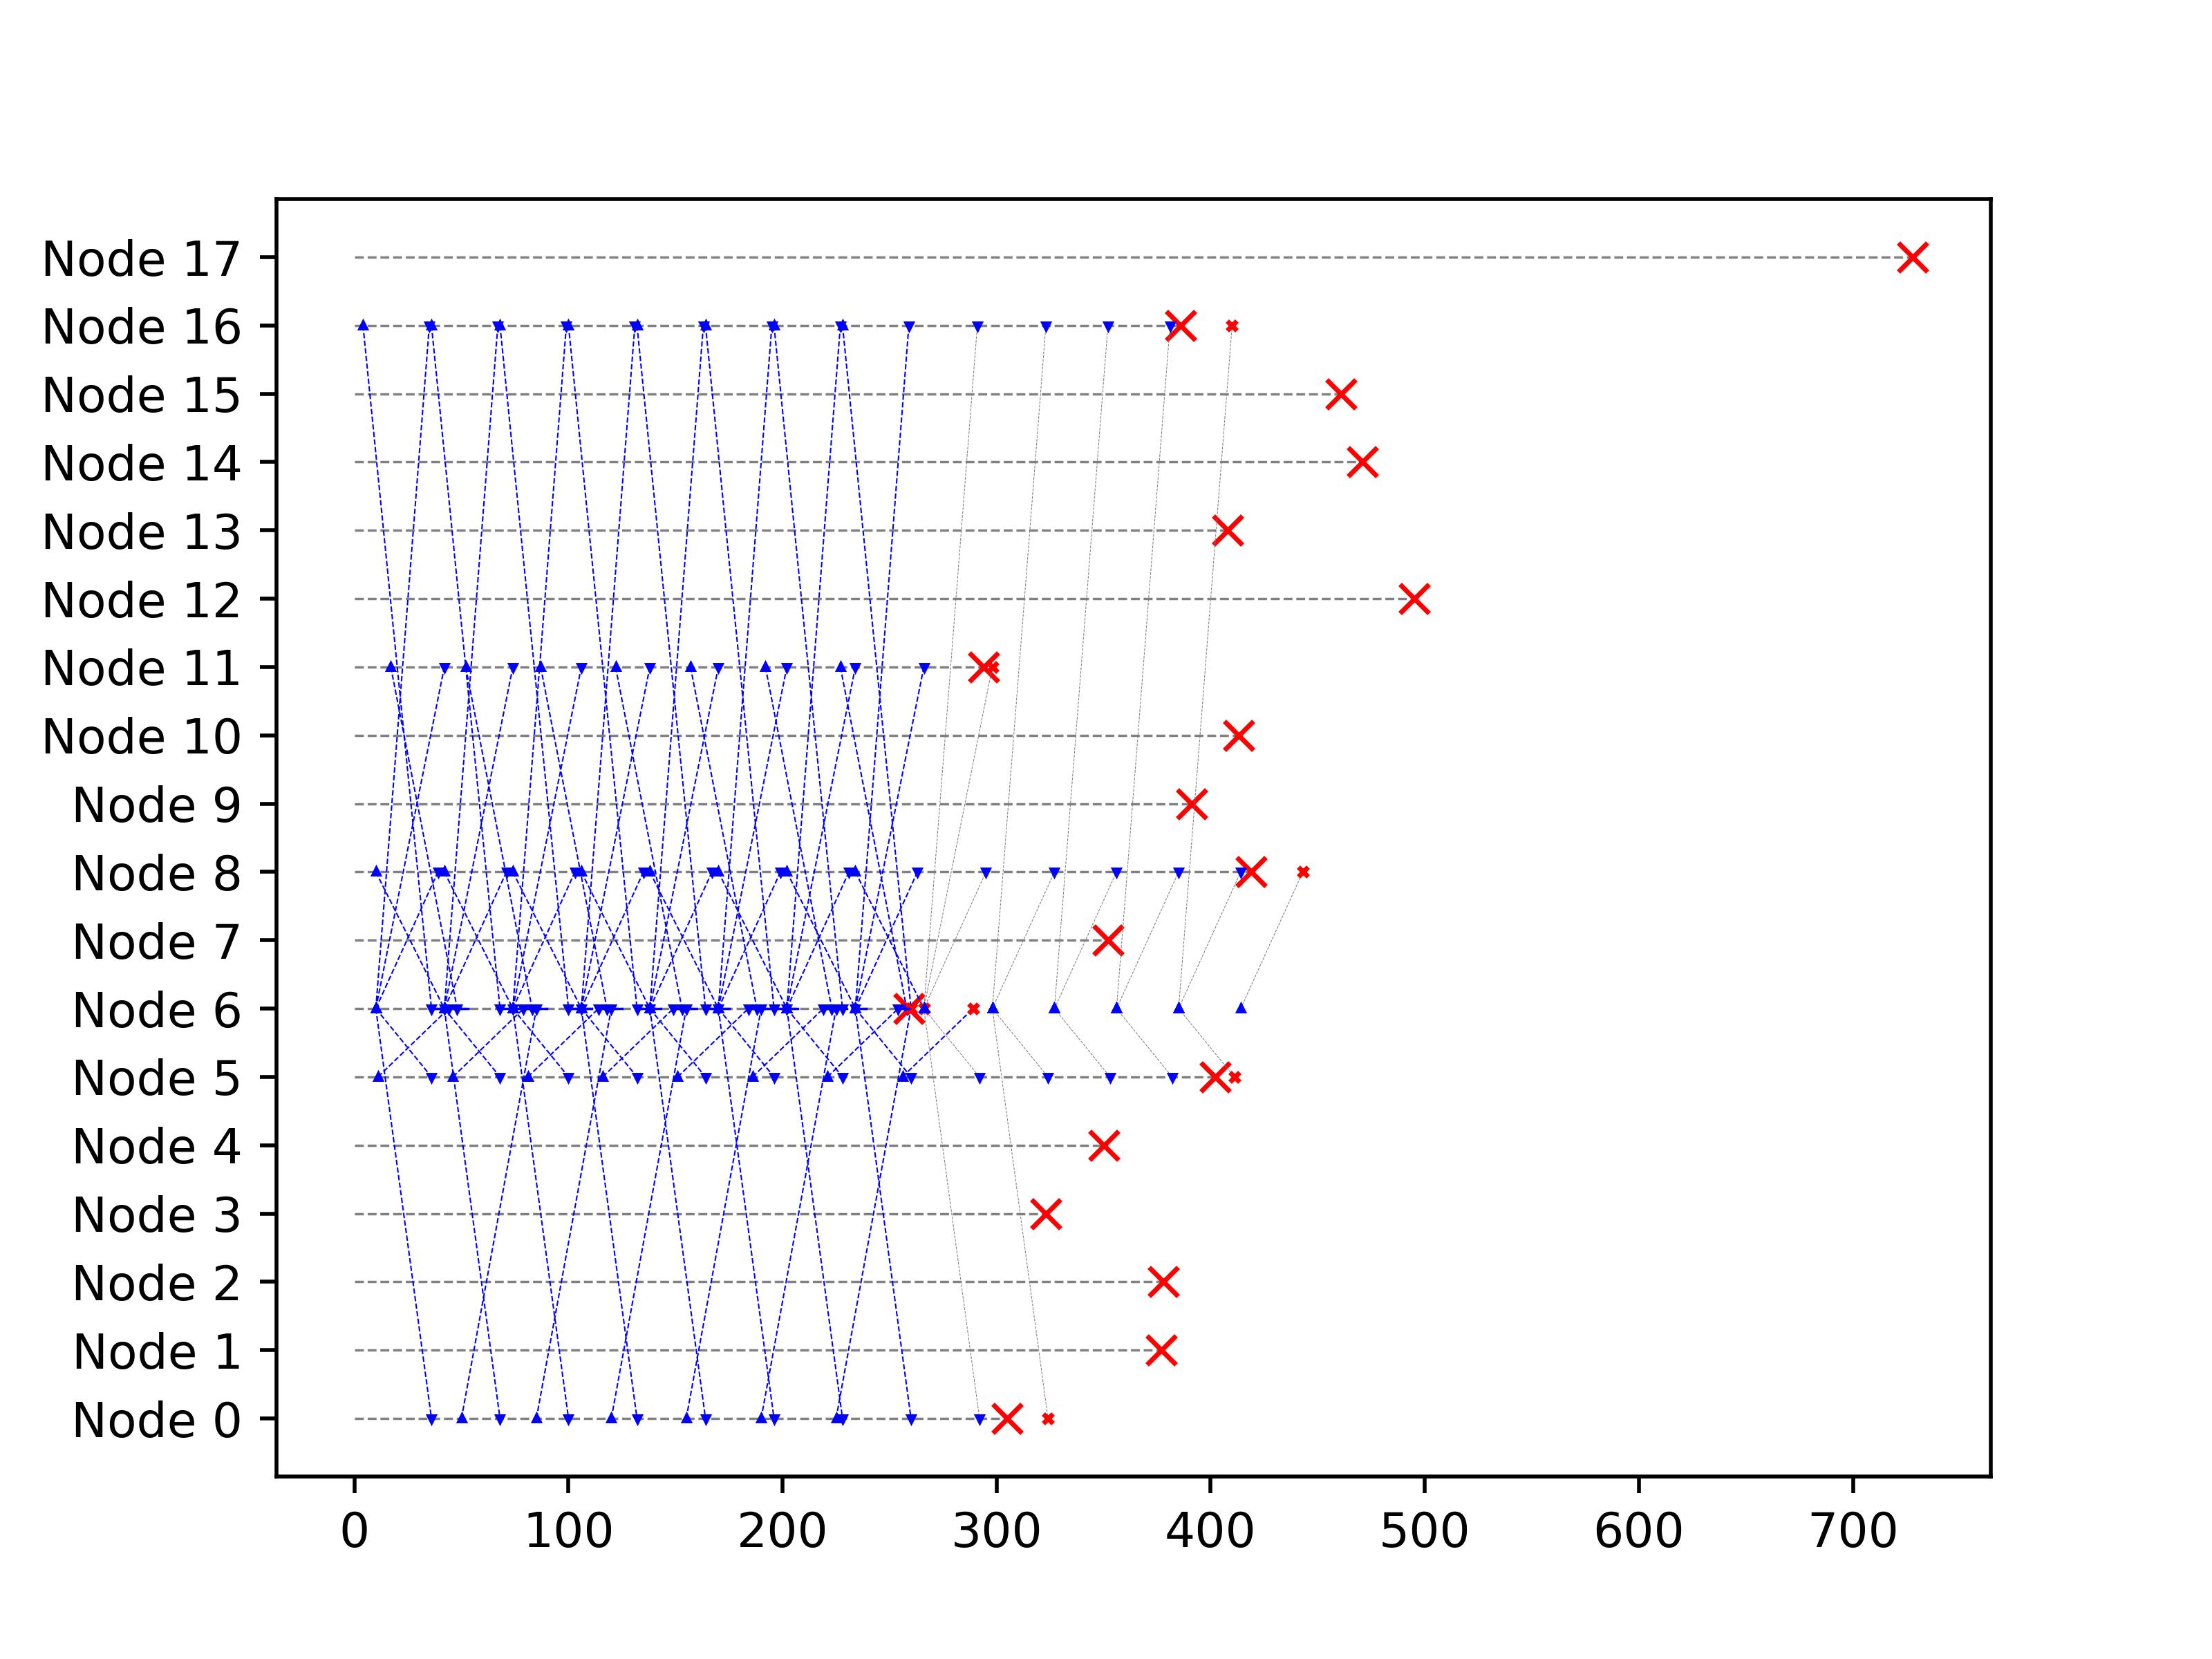 Node 17
Node 16
Node 15
Node 14
Node 13
Node 12
Node 11
Node 10
Node 9
Node 8
Node 7
Node 6
Node 5
Node 4
Node 3
Node 2
Node 1
Node 0
0 100 200 300 400 500 600 700